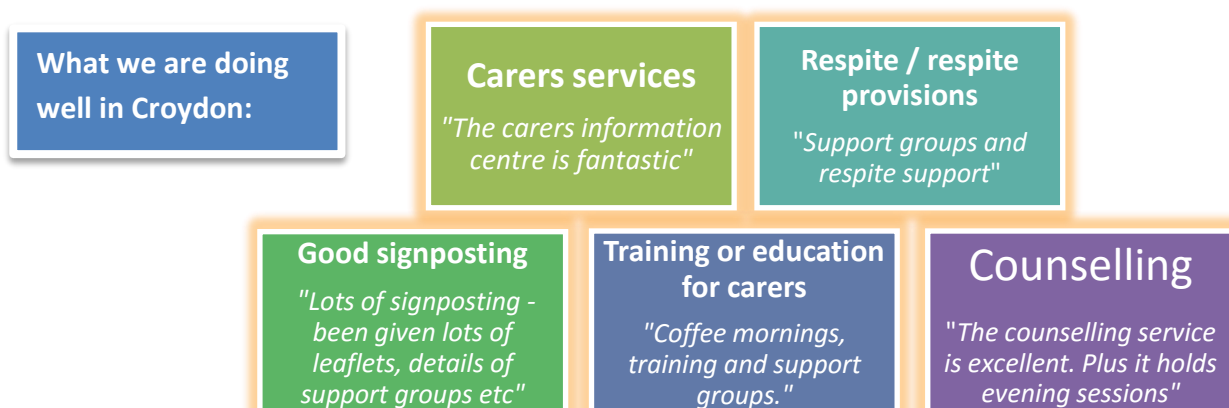 What we are doing
well in Croydon:
Carers services
"The carers information
centre is fantastic"
Respite / respite
provisions
"Support groups and
respite support"
Good signposting
"Lots of signposting -
been given lots of
leaflets, details of
support groups etc"
Training or education
for carers
"Coffee mornings,
training and support
groups."
Counselling
"The counselling service
is excellent. Plus it holds
evening sessions"